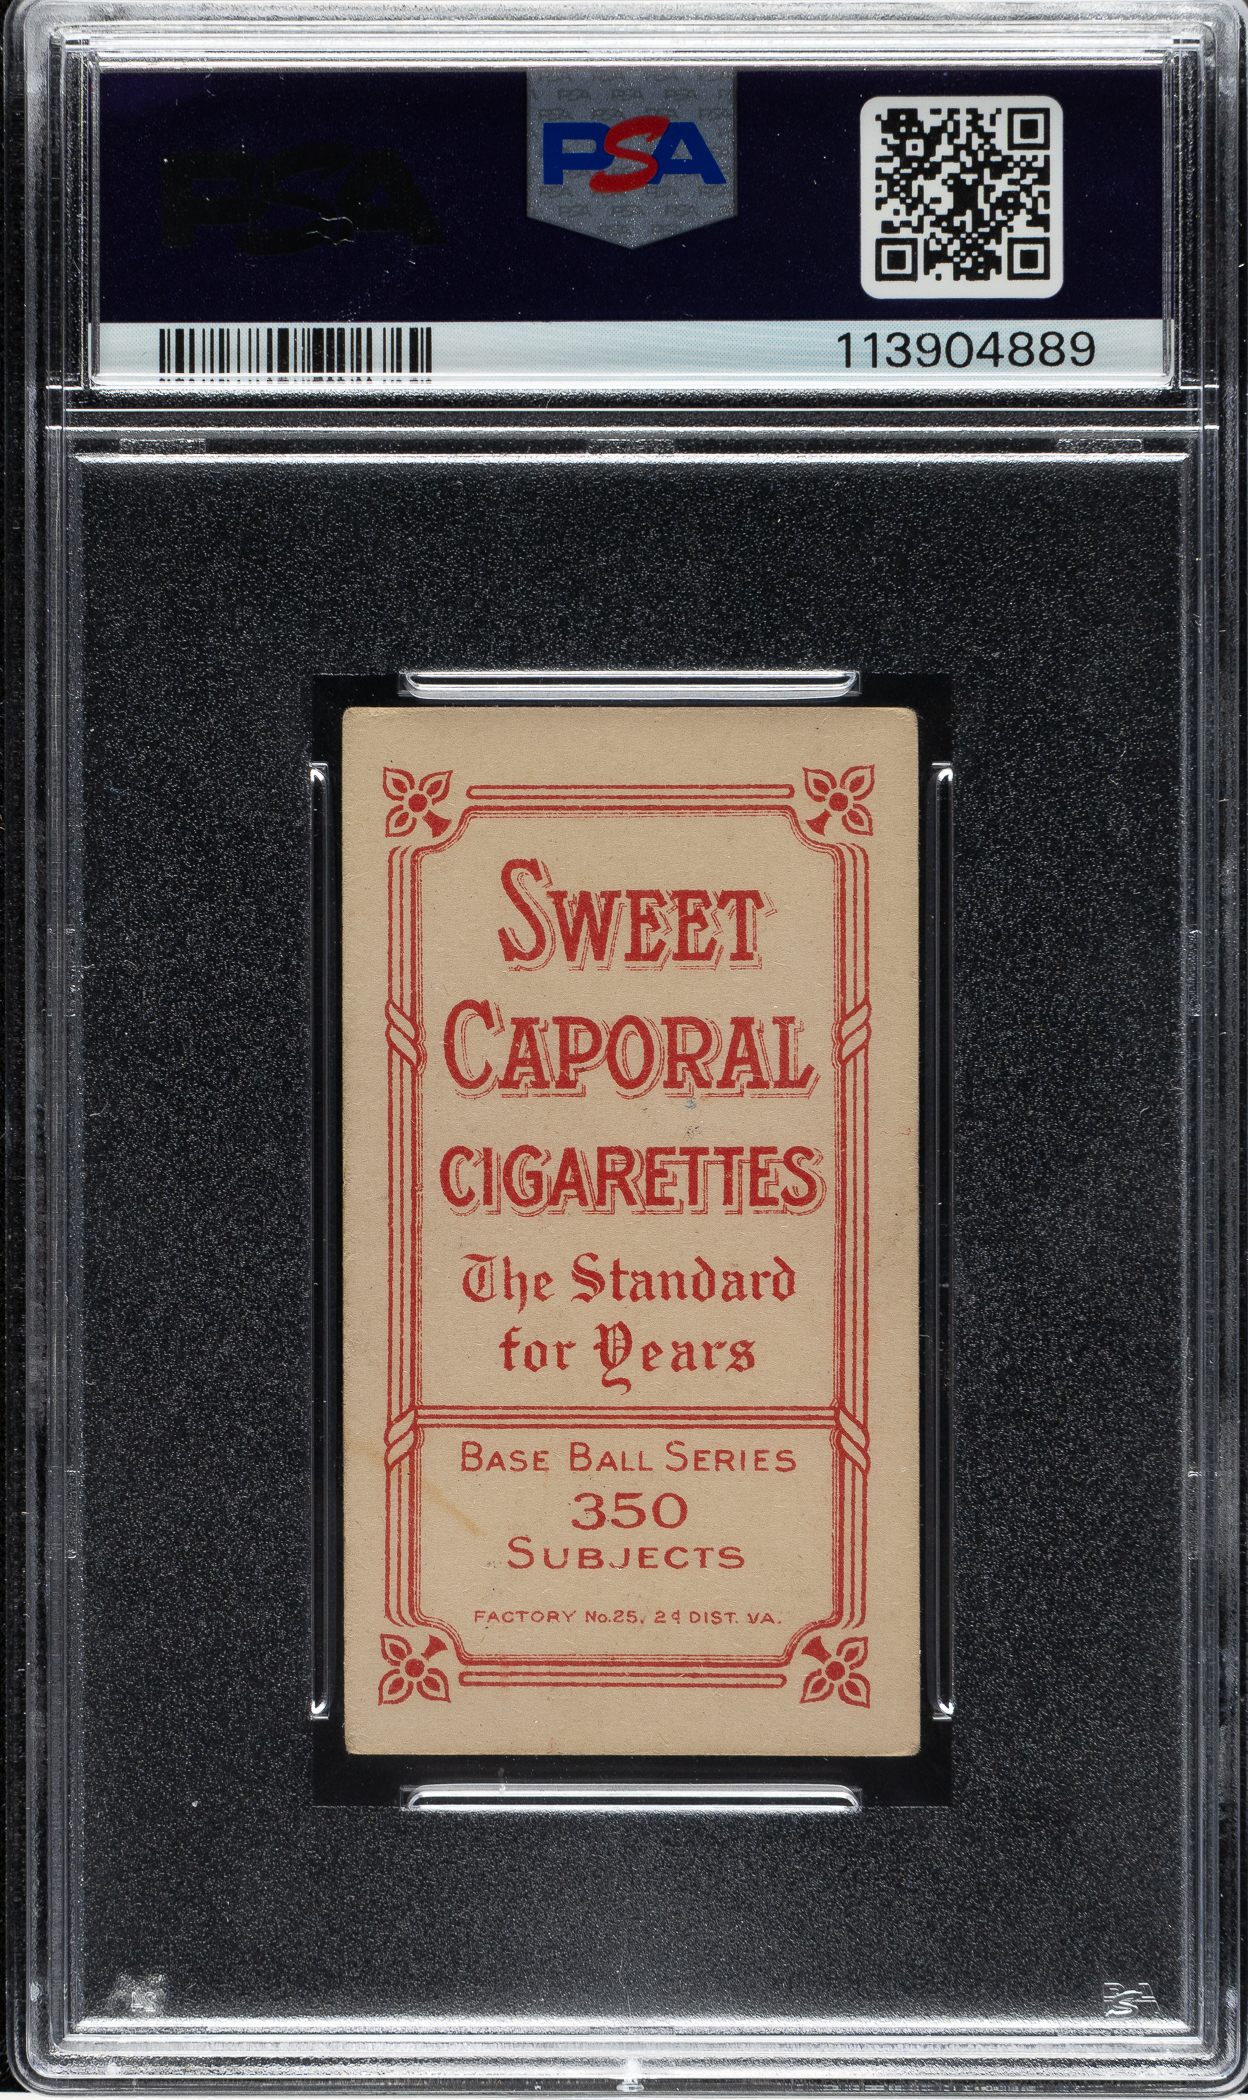 PSA
113904889
SWEET
CAPORAL
CIGARETTES
The Standard
for Years
BASE BALL SERIES
350
SUBJECTS
FACTORY No.25, 2d DIST. VA.